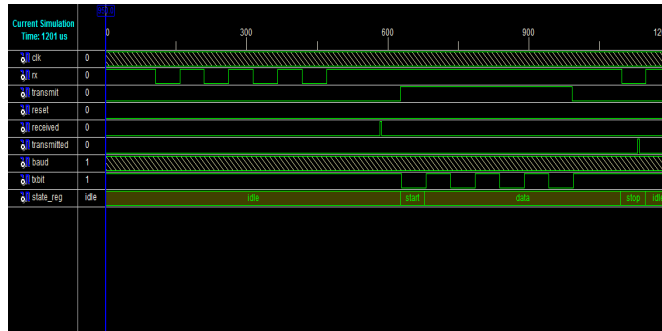 Current Simulation
Time: 1201 us
0 300 600 900 12
clk 0
rx 0
transmit 0
reset 0
received 0
transmitted 0
baud 1
txbit 1
state_reg idle idle start data stop idl